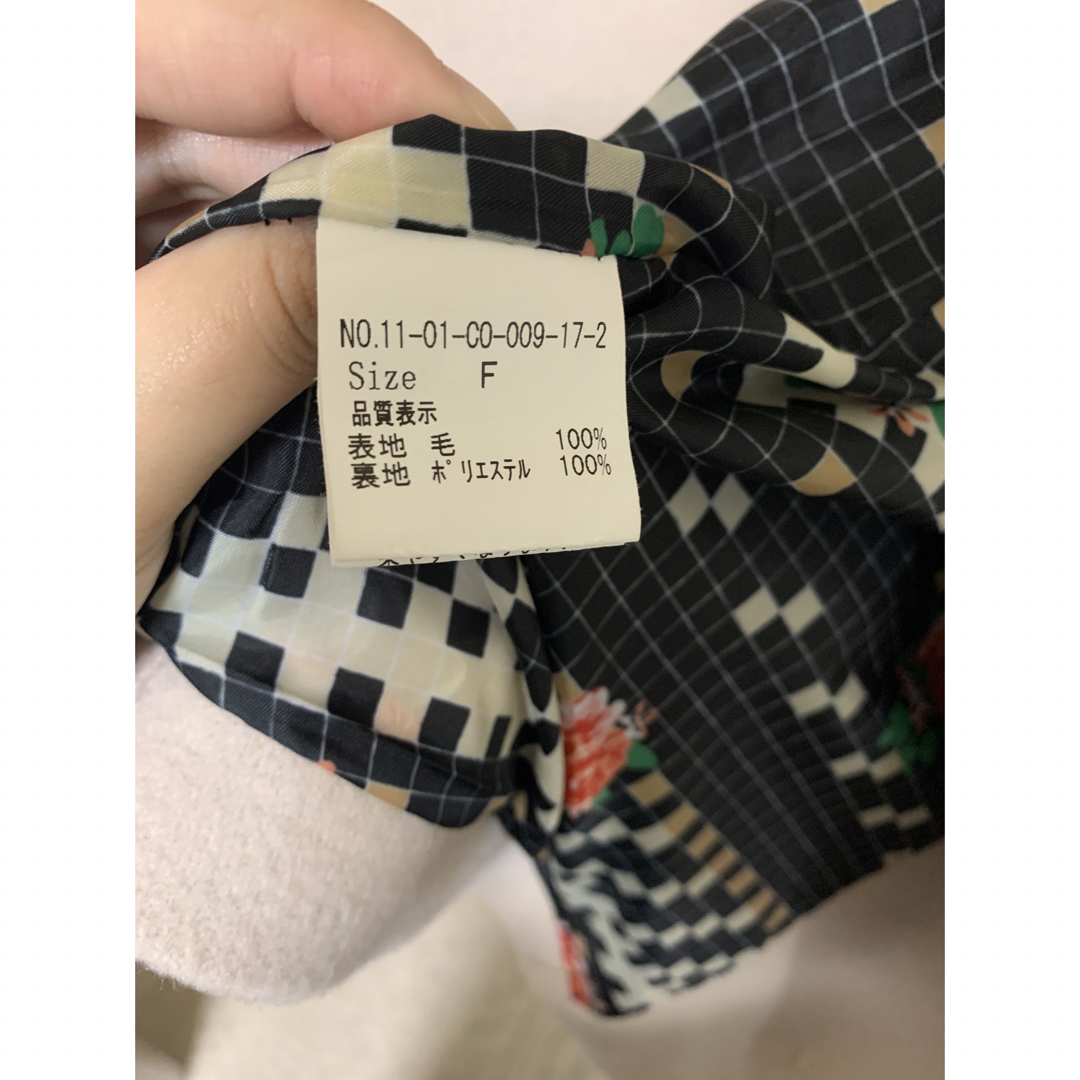 NO.11-01-CO-009-17-2
Size F
品質表示
表地 毛 100%
裏地 ポリエステル 100%